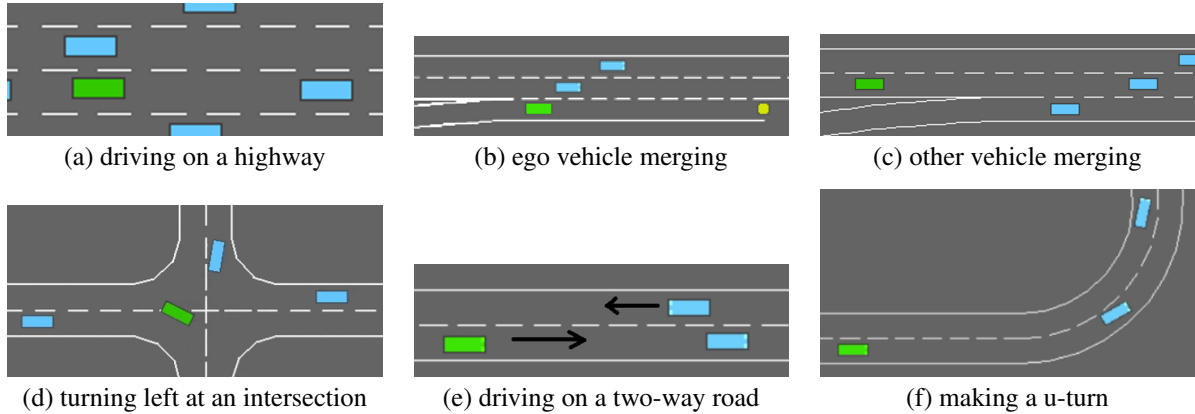 (a) driving on a highway
(b) ego vehicle merging
(c) other vehicle merging
(d) turning left at an intersection
(e) driving on a two-way road
(f) making a u-turn